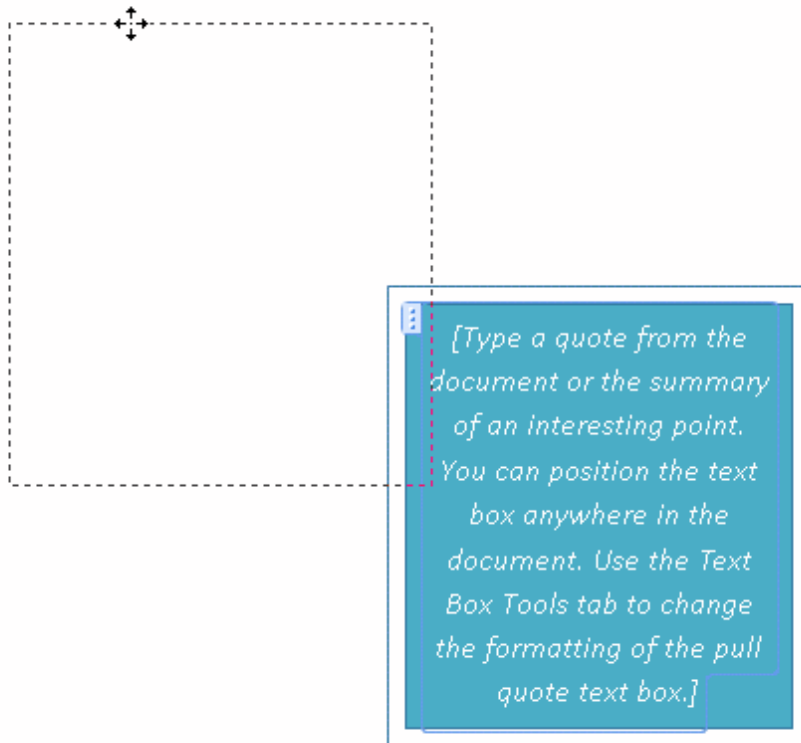 [Type a quote from the
document or the summary
of an interesting point.
You can position the text
box anywhere in the
document. Use the Text
Box Tools tab to change
the formatting of the pull
quote text box.]